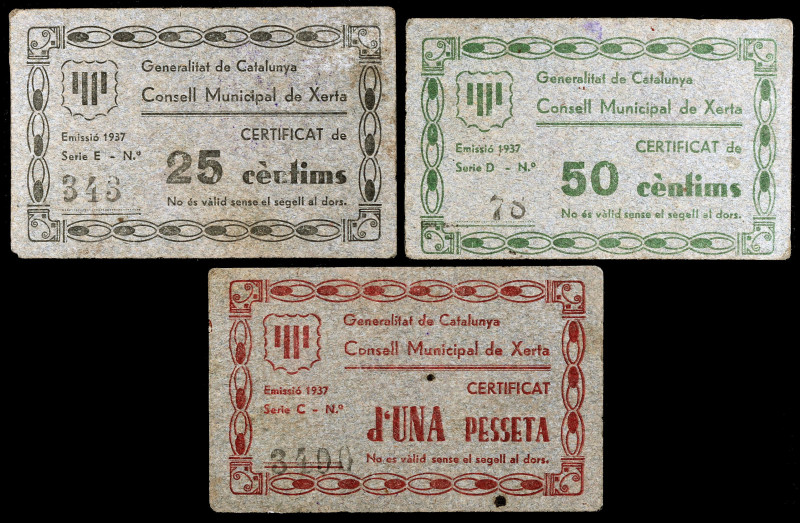 Generalitat de Catalunya
Consell Municipal de Xerta
Emissió 1937
CERTIFICAT de
Serie E - N.º
25 cèntims
343
No és vàlid sense el segell al dors.
Generalitat de Catalunya
Consell Municipal de Xerta
Emissió 1937
CERTIFICAT de
Serie D - N.º
50 cèntims
78
No és vàlid sense el segell al dors.
Generalitat de Catalunya
Consell Municipal de Xerta
Emissió 1937
CERTIFICAT
Serie C - N.º
d'UNA PESSETA
3490
No és vàlid sense el segell al dors.